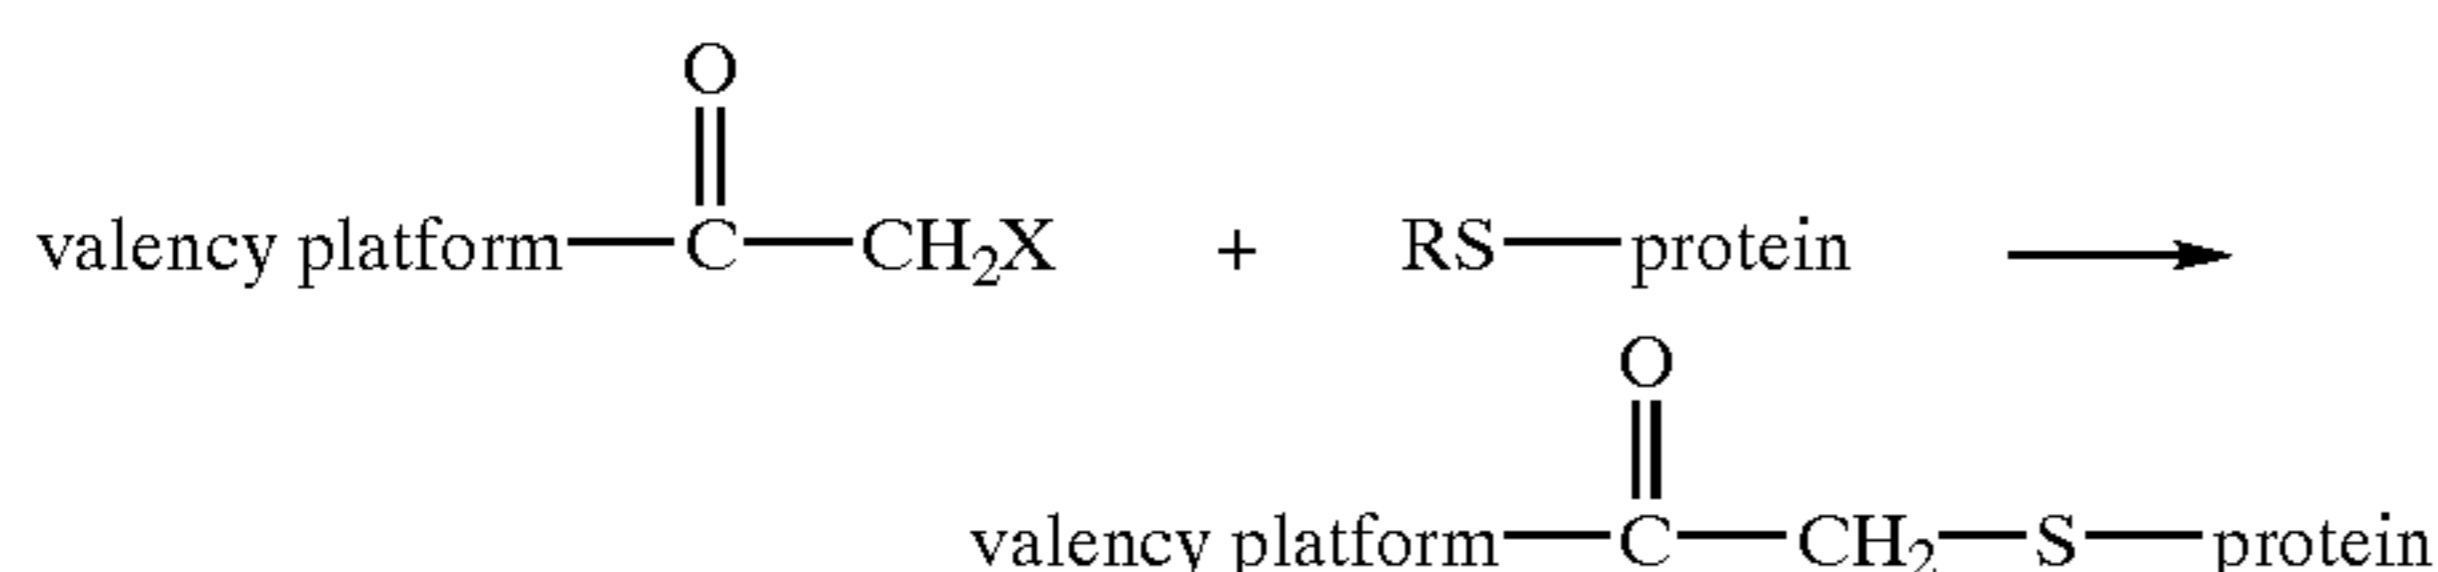 O
valency platform—C—CH₂X + RS—protein
O
valency platform—C—CH₂—S—protein